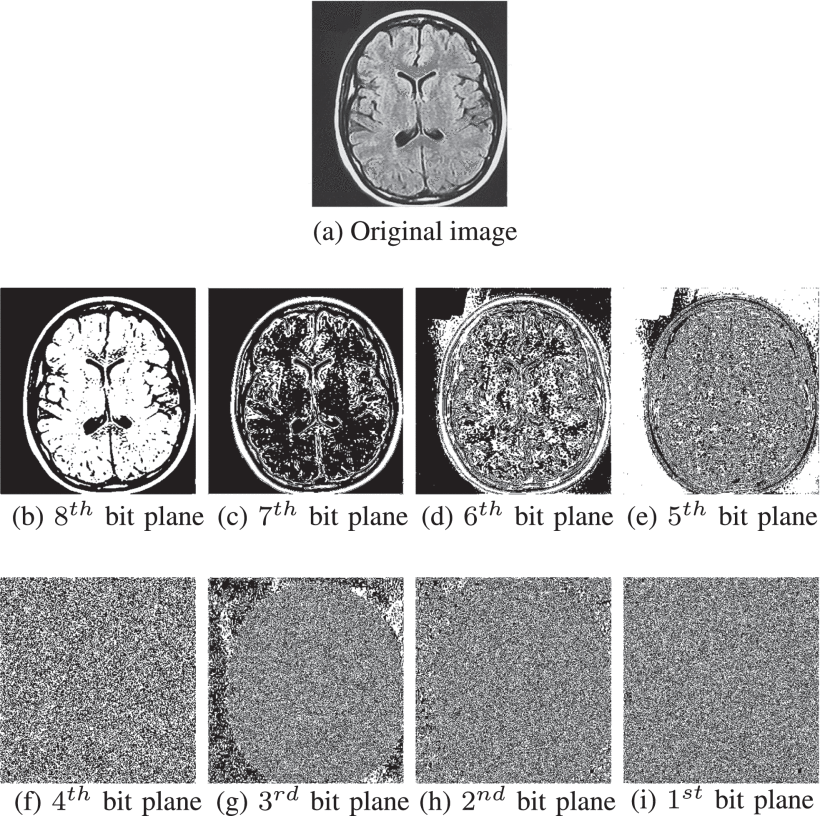 (a) Original image
(b) 8^{th} bit plane (c) 7^{th} bit plane (d) 6^{th} bit plane (e) 5^{th} bit plane
(f) 4^{th} bit plane (g) 3^{rd} bit plane (h) 2^{nd} bit plane (i) 1^{st} bit plane